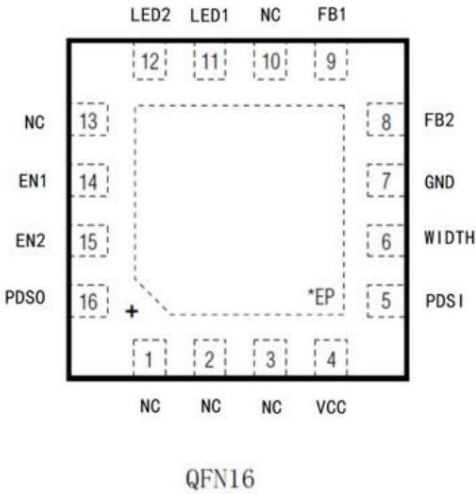 LED2 LED1 NC FB1
12 11 10 9
NC 13 8 FB2
EN1 14 7 GND
EN2 15 6 WIDTH
PDSO 16 + *EP 5 PDSI
1 2 3 4
NC NC NC VCC
QFN16